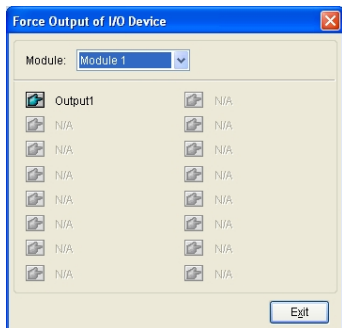 Force Output of I/O Device
Module: Module 1
Output1 N/A
N/A N/A
N/A N/A
N/A N/A
N/A N/A
N/A N/A
N/A N/A
N/A N/A
Exit